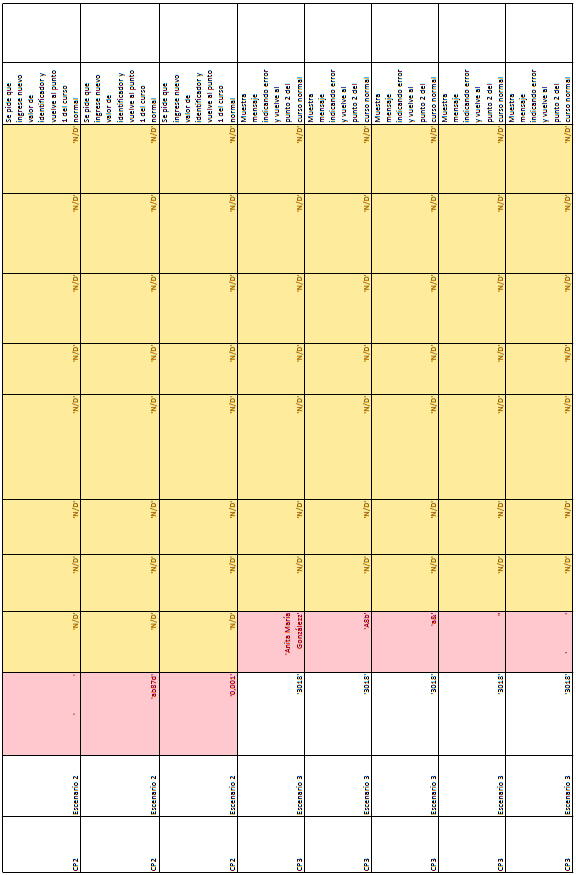 CP2
Escenario 2
' '
'N/D'
'N/D'
'N/D'
'N/D'
'N/D'
'N/D'
'N/D'
'N/D'
Se pide que
ingrese nuevo
valor de
identificador y
vuelve al punto
1 del curso
normal
CP2
Escenario 2
'ab87d'
'N/D'
'N/D'
'N/D'
'N/D'
'N/D'
'N/D'
'N/D'
'N/D'
Se pide que
ingrese nuevo
valor de
identificador y
vuelve al punto
1 del curso
normal
CP2
Escenario 2
'0,001'
'N/D'
'N/D'
'N/D'
'N/D'
'N/D'
'N/D'
'N/D'
'N/D'
Se pide que
ingrese nuevo
valor de
identificador y
vuelve al punto
1 del curso
normal
CP3
Escenario 3
'3018'
'Anita María
Gonzálezz'
'N/D'
'N/D'
'N/D'
'N/D'
'N/D'
'N/D'
'N/D'
Muestra
mensaje
indicando error
y vuelve al
punto 2 del
curso normal
CP3
Escenario 3
'3018'
'A8b'
'N/D'
'N/D'
'N/D'
'N/D'
'N/D'
'N/D'
'N/D'
Muestra
mensaje
indicando error
y vuelve al
punto 2 del
curso normal
CP3
Escenario 3
'3018'
'a&'
'N/D'
'N/D'
'N/D'
'N/D'
'N/D'
'N/D'
'N/D'
Muestra
mensaje
indicando error
y vuelve al
punto 2 del
curso normal
CP3
Escenario 3
'3018'
''
'N/D'
'N/D'
'N/D'
'N/D'
'N/D'
'N/D'
'N/D'
Muestra
mensaje
indicando error
y vuelve al
punto 2 del
curso normal
CP3
Escenario 3
'3018'
' '
'N/D'
'N/D'
'N/D'
'N/D'
'N/D'
'N/D'
'N/D'
Muestra
mensaje
indicando error
y vuelve al
punto 2 del
curso normal